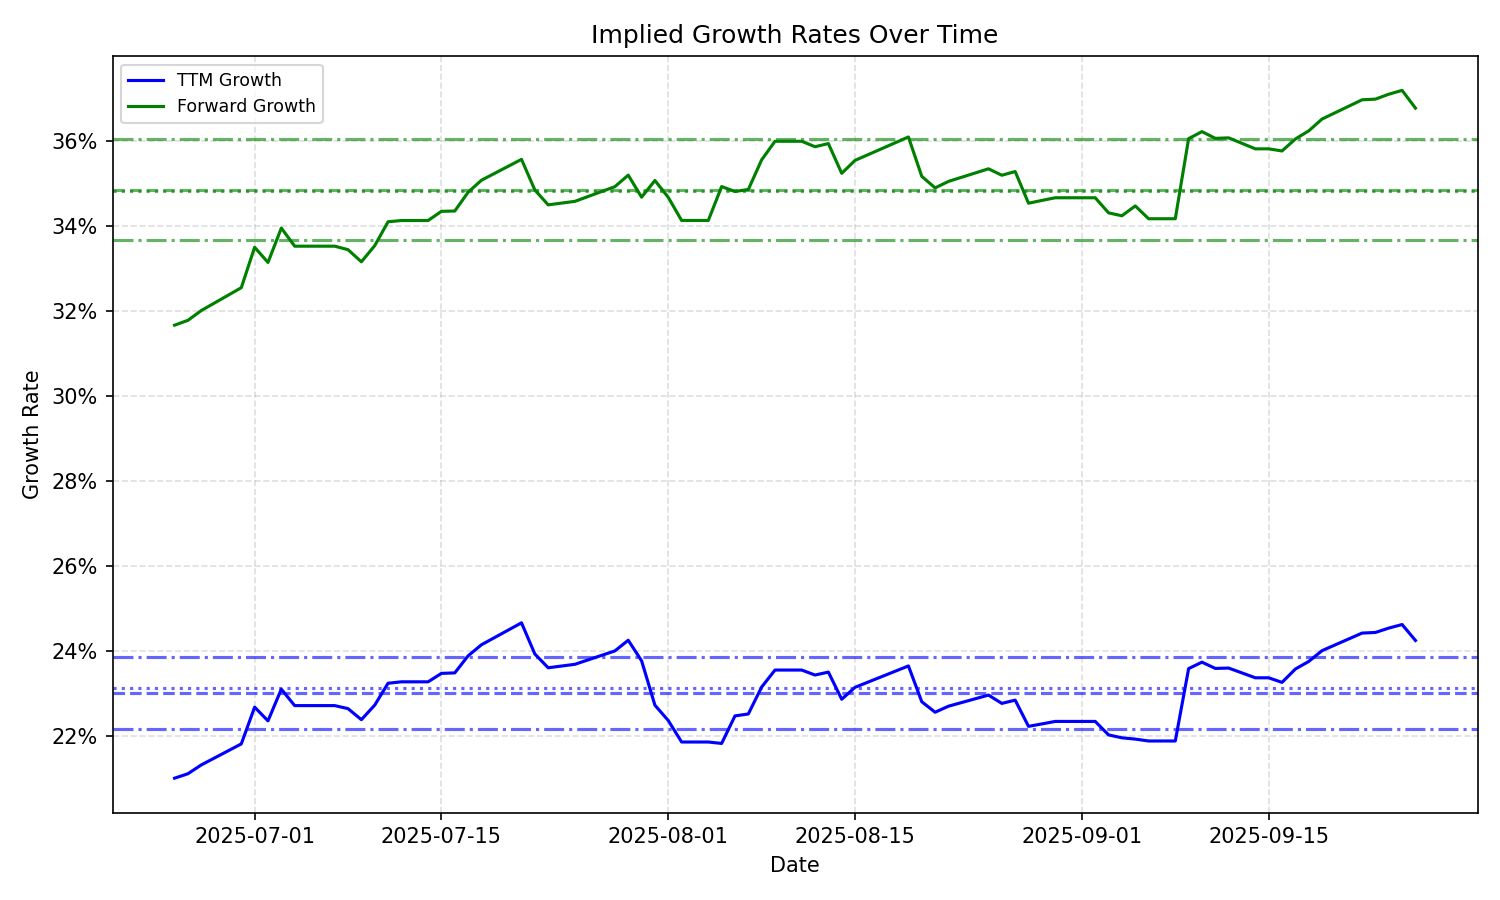 Implied Growth Rates Over Time
TTM Growth
Forward Growth
36%
34%
32%
30%
28%
26%
24%
22%
Growth Rate
2025-07-01
2025-07-15
2025-08-01
2025-08-15
2025-09-01
2025-09-15
Date